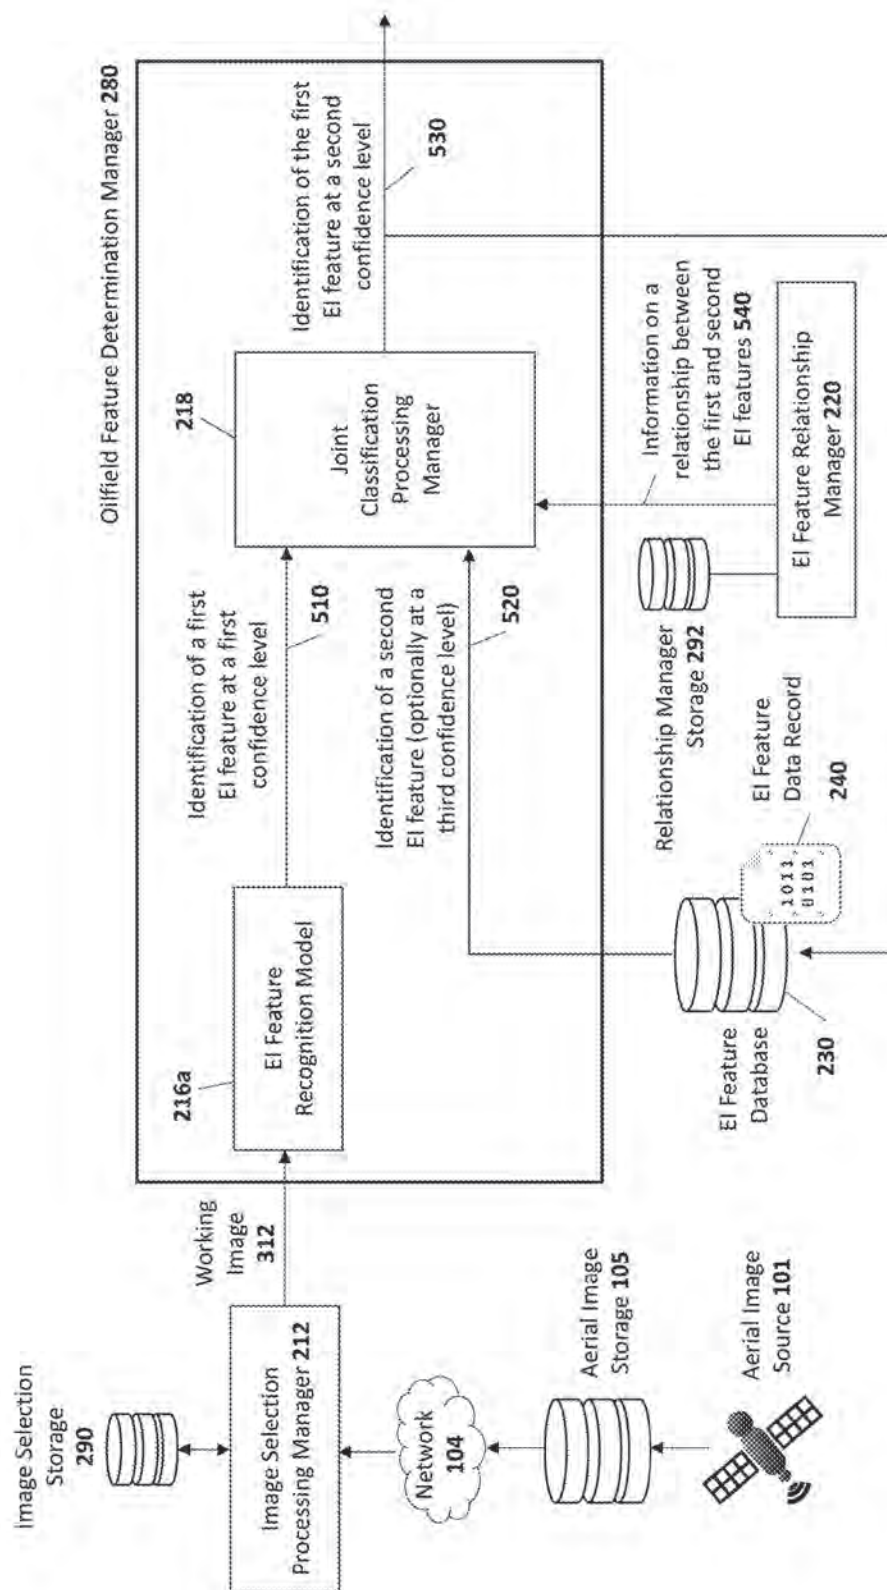 Oilfield Feature Determination Manager 280
Image Selection
Storage
290
Image Selection
Processing Manager 212
Network
104
Aerial Image
Storage 105
Aerial Image
Source 101
Working
Image
312
216a
EI Feature
Recognition Model
Identification of a first
EI feature at a first
confidence level
510
218
Joint
Classification
Processing
Manager
Identification of the first
EI feature at a second
confidence level
530
Identification of a second
EI feature (optionally at a
third confidence level)
520
EI Feature
Database
230
1011
0101
EI Feature
Data Record
240
Relationship Manager
Storage 292
Information on a
relationship between
the first and second
EI features 540
EI Feature Relationship
Manager 220